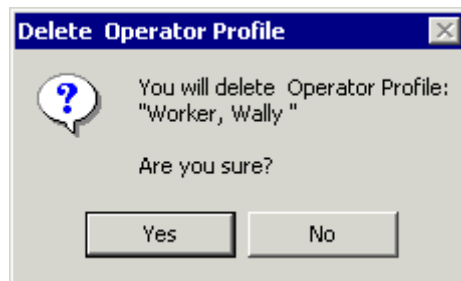 Delete  Operator Profile
You will delete  Operator Profile:
"Worker, Wally "
Are you sure?
Yes
No